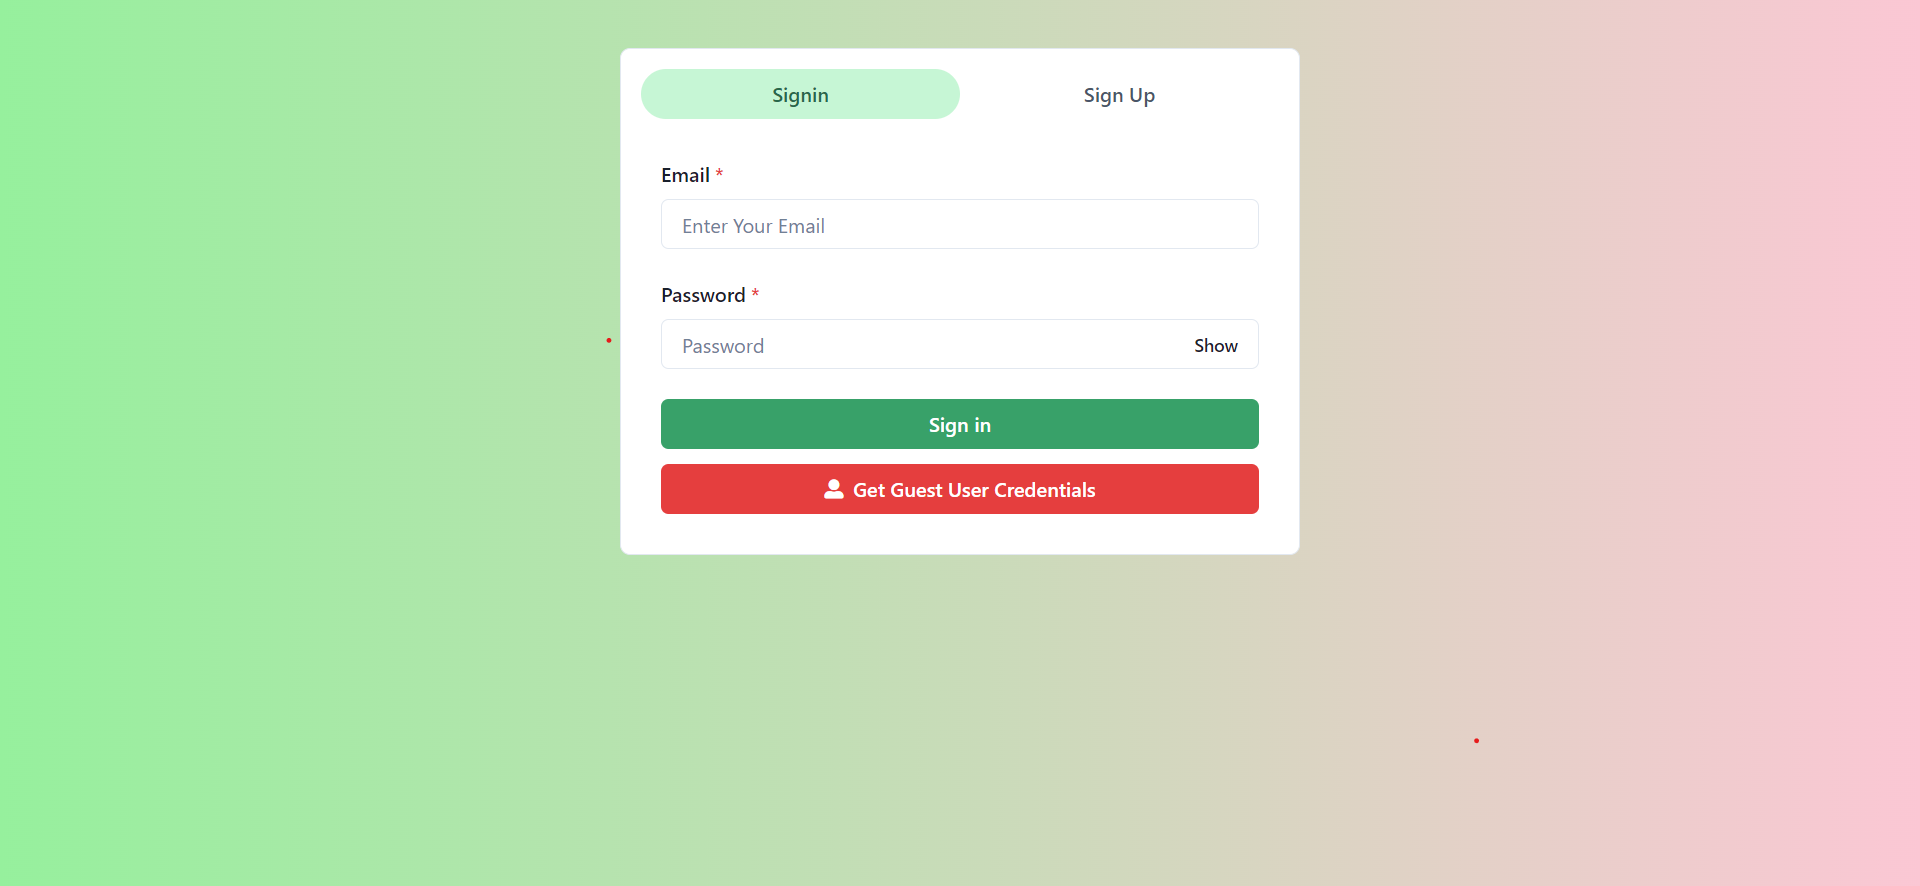 Signin
Sign Up
Email *
Enter Your Email
Password *
Password
Show
Sign in
Get Guest User Credentials